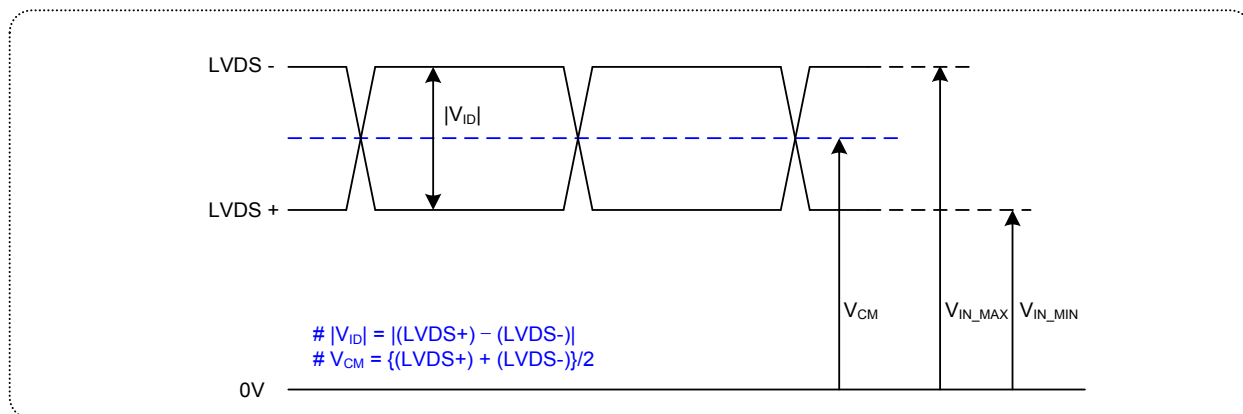 LVDS -
|VID|
LVDS +
VCM
VIN_MAX
VIN_MIN
# |VID| = |(LVDS+) – (LVDS-)|
# VCM = {(LVDS+) + (LVDS-)}/2
0V